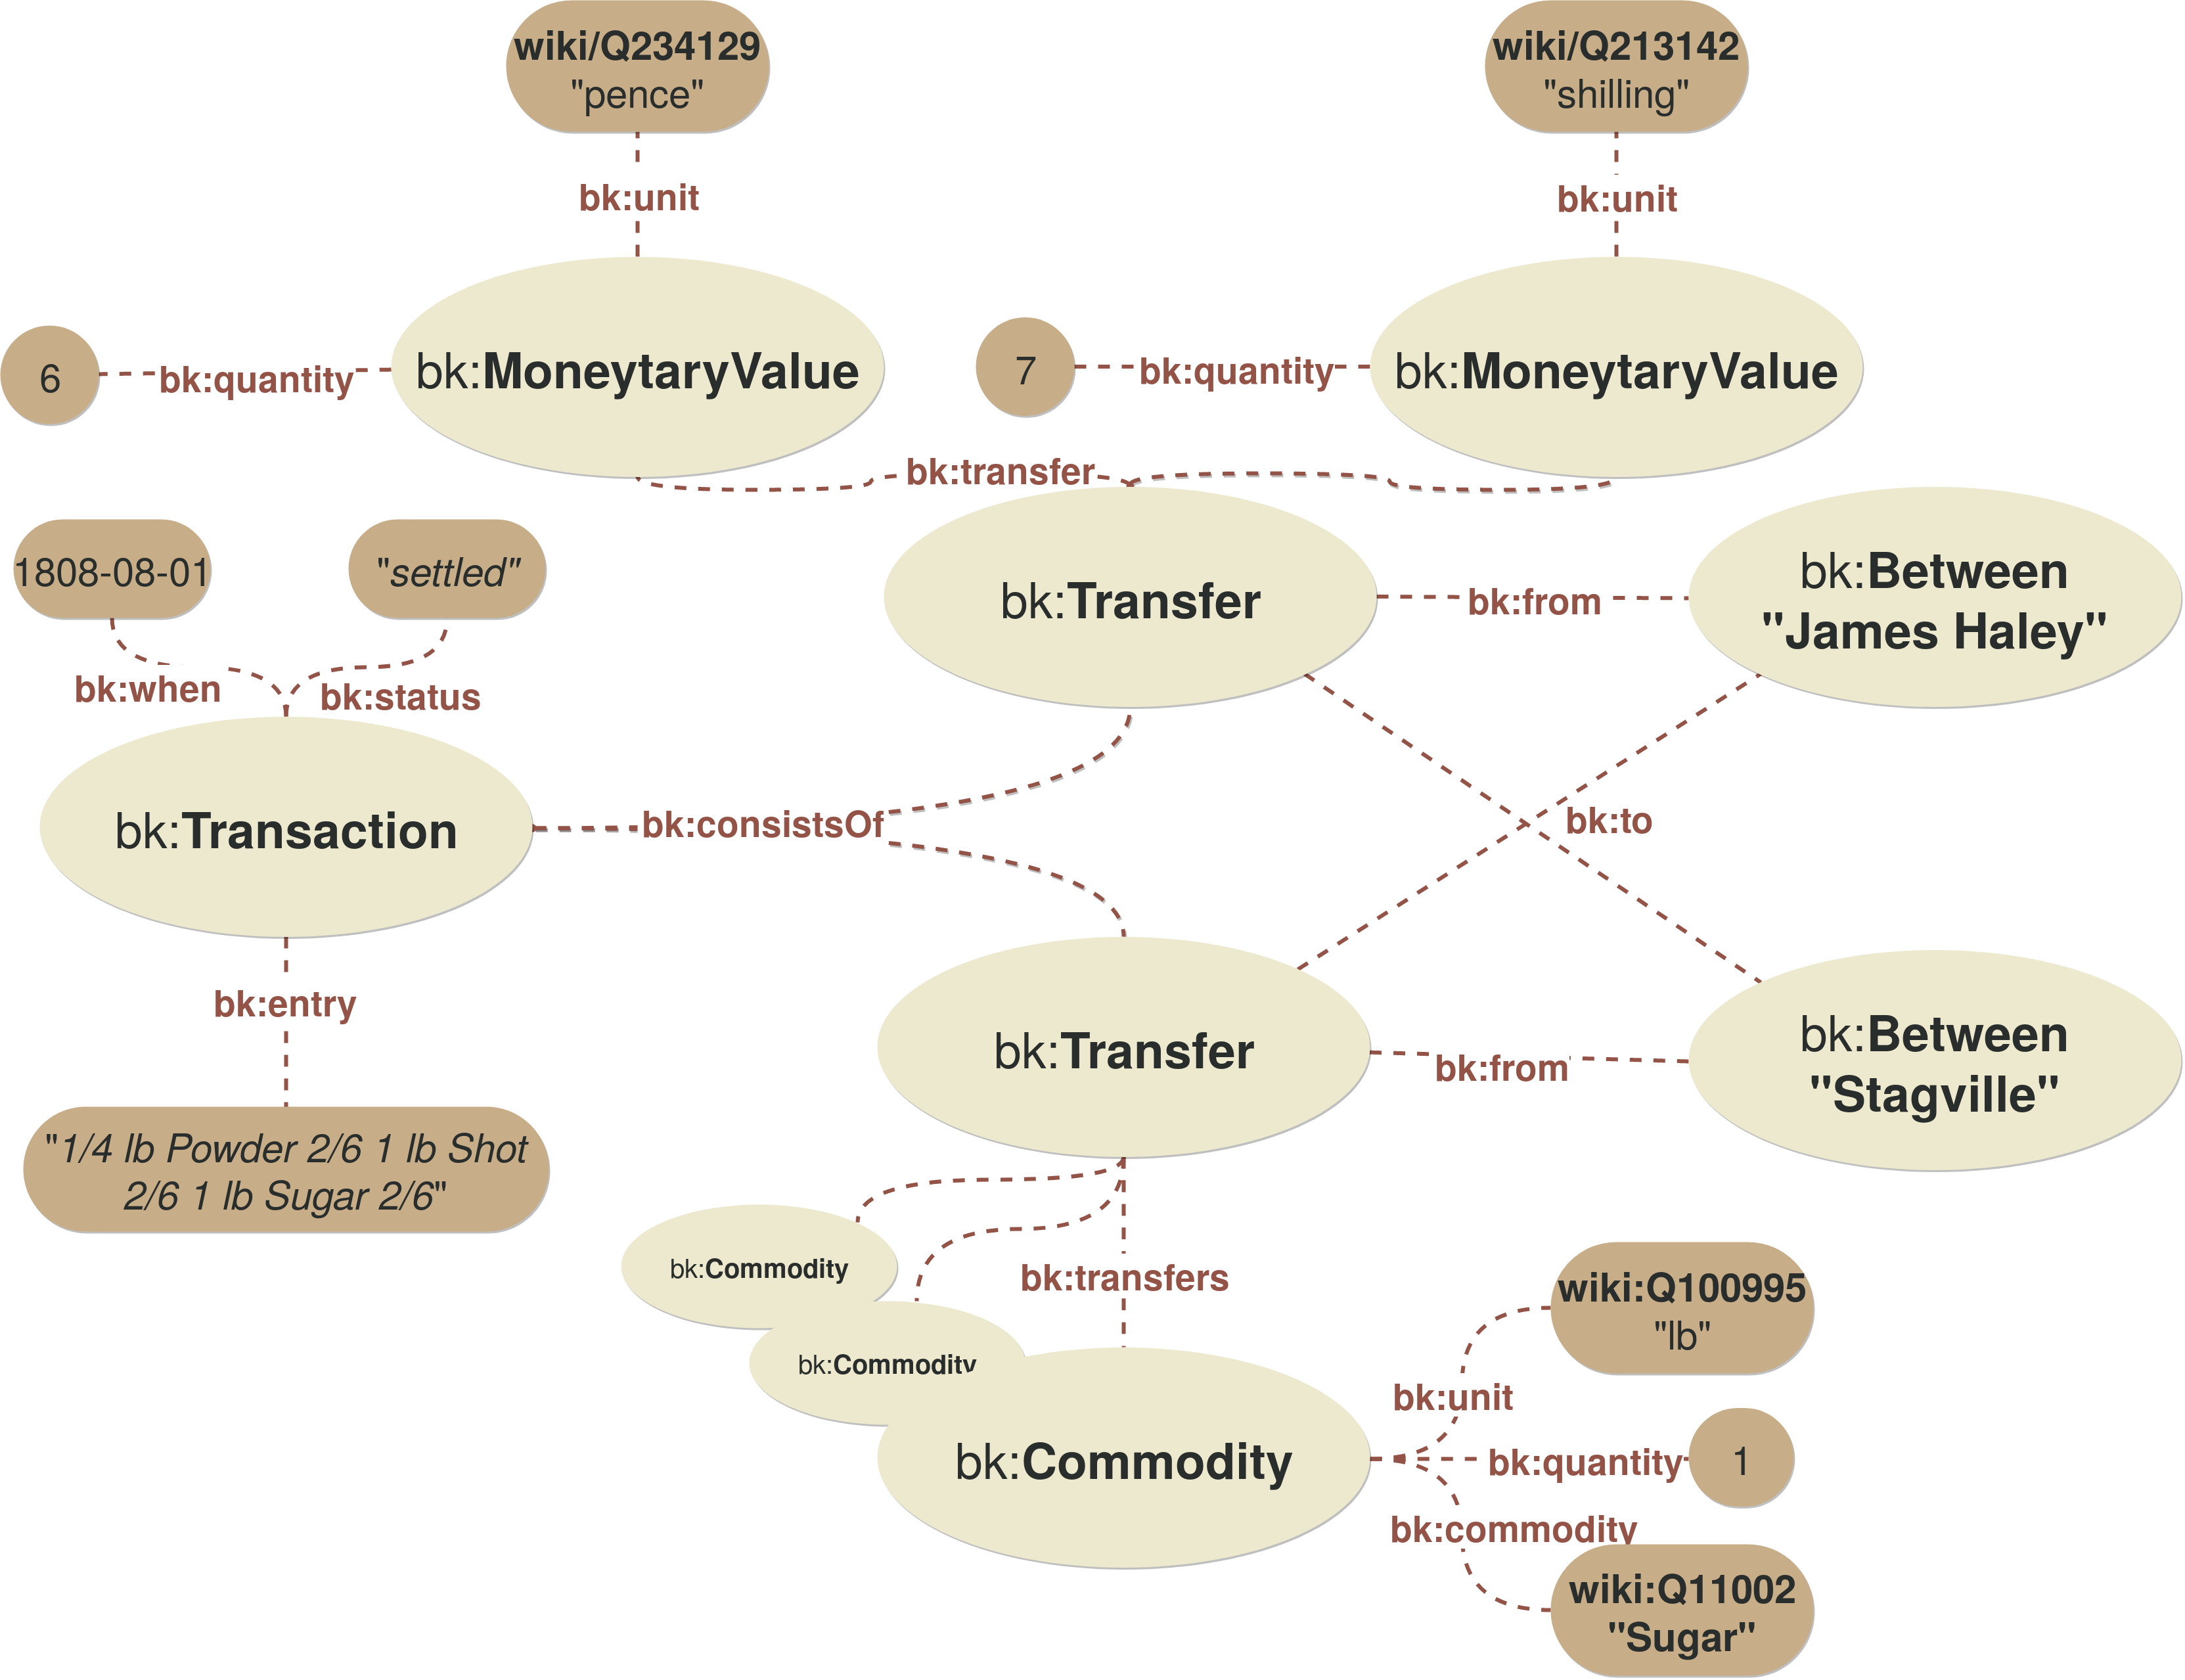 wiki/Q234129
"pence"
wiki/Q213142
"shilling"
bk:unit
bk:unit
6
bk:quantity
bk:MoneytaryValue
7
bk:quantity
bk:MoneytaryValue
bk:transfer
1808-08-01
"settled"
bk:Transfer
bk:from
bk:Between
"James Haley"
bk:when
bk:status
bk:Transaction
bk:consistsOf
bk:to
bk:entry
bk:Transfer
bk:from
bk:Between
"Stagville"
"1/4 lb Powder 2/6 1 lb Shot
2/6 1 lb Sugar 2/6"
bk:Commodity
bk:transfers
bk:Commodity
wiki:Q100995
"lb"
bk:unit
bk:Commodity
bk:quantity
1
bk:commodity
wiki:Q11002
"Sugar"